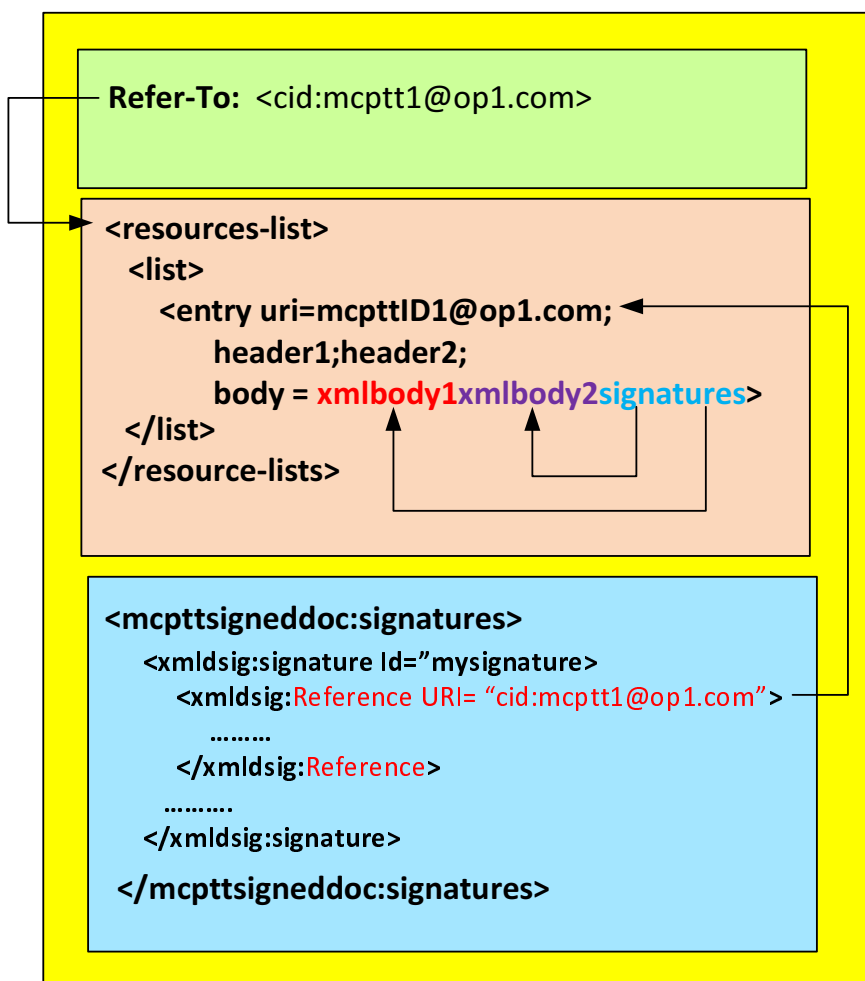 Refer-To: <cid:mcptt1@op1.com>
<resources-list>
<list>
<entry uri=mcpttID1@op1.com;
header1;header2;
body = xmlbody1xmlbody2signatures>
</list>
</resource-lists>
<mcpttsigneddoc:signatures>
<xmldsig:signature Id=”mysignature>
<xmldsig:Reference URI= “cid:mcptt1@op1.com”>
………
</xmldsig:Reference>
……….
</xmldsig:signature>
</mcpttsigneddoc:signatures>